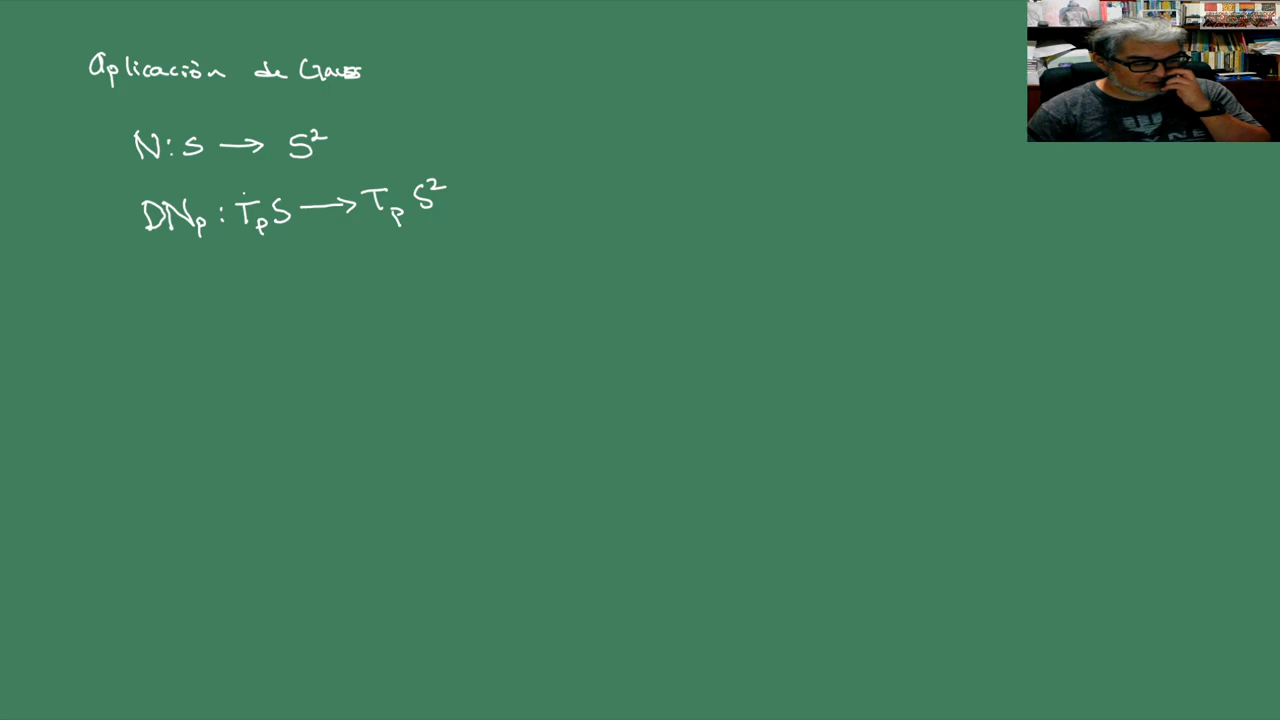 Aplicación de Gauss
N: S → S²
DNₚ : TₚS → TₚS²